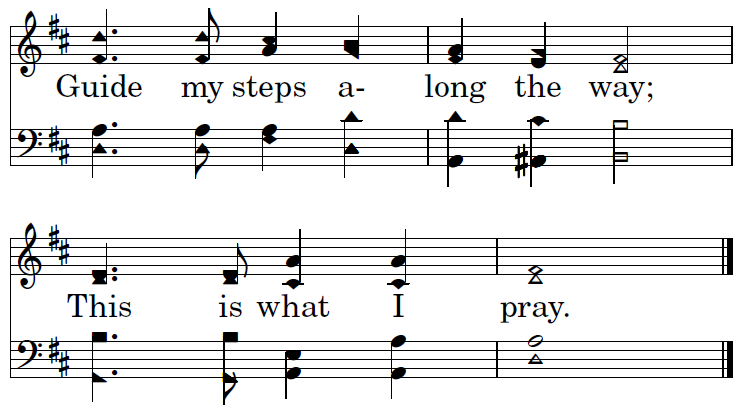 Guide my steps a- long the way;
This is what I pray.